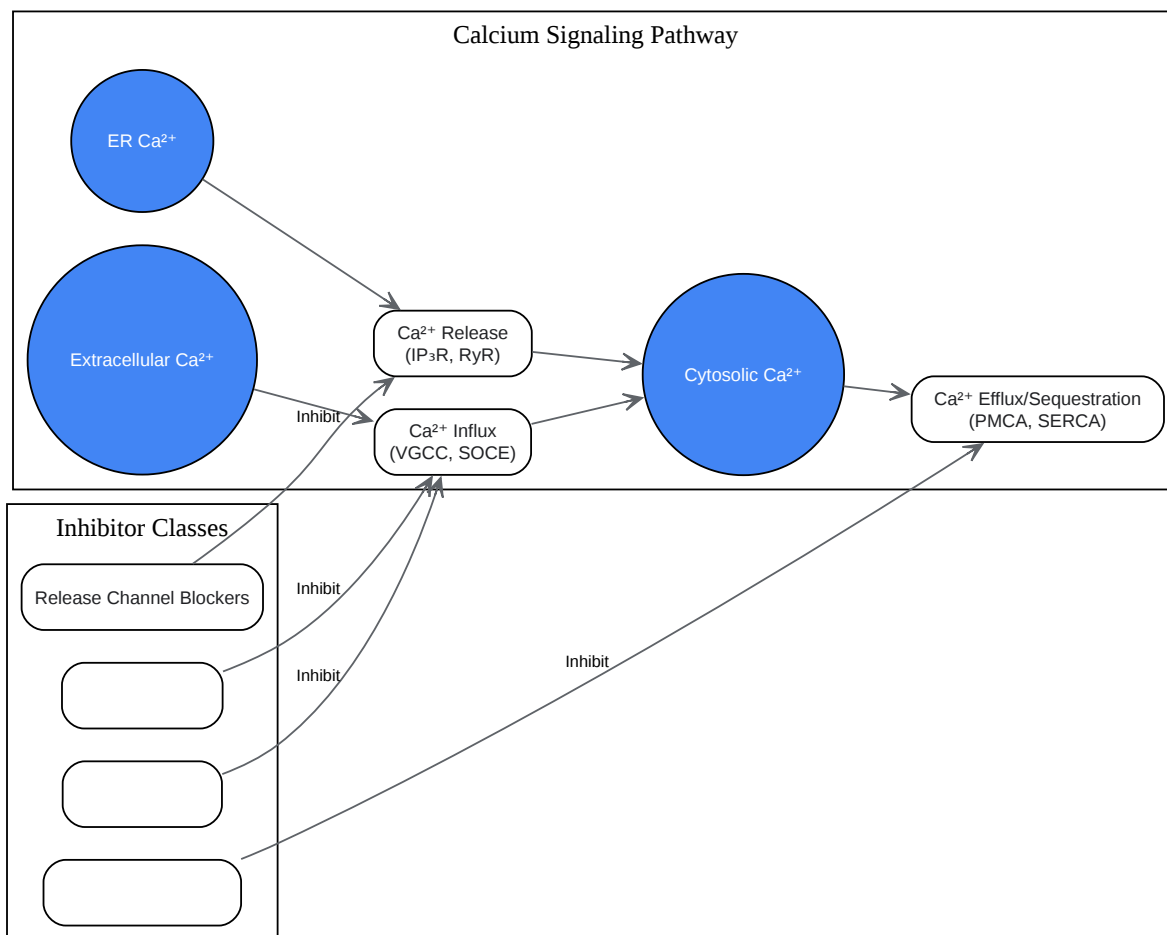 Calcium Signaling Pathway
ER Ca²⁺
Extracellular Ca²⁺
Ca²⁺ Release
(IP₃R, RyR)
Cytosolic Ca²⁺
Ca²⁺ Influx
(VGCC, SOCE)
Ca²⁺ Efflux/Sequestration
(PMCA, SERCA)
Inhibit
Inhibitor Classes
Release Channel Blockers
Inhibit
Inhibit
Inhibit